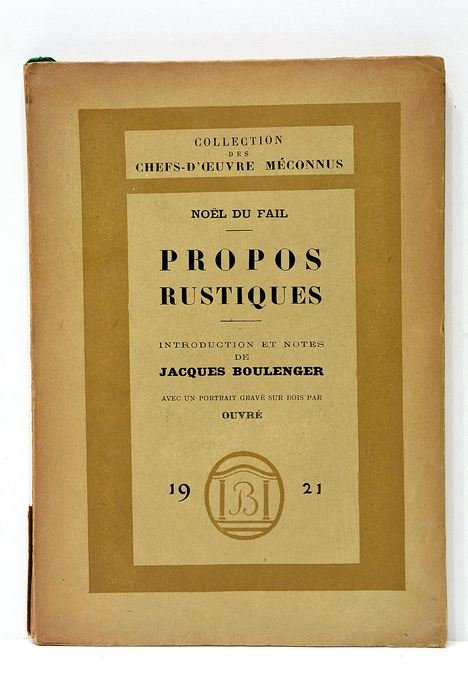 COLLECTION
DES
CHEFS-D'ŒUVRE MÉCONNUS
NOËL DU FAIL
PROPOS
RUSTIQUES
INTRODUCTION ET NOTES
DE
JACQUES BOULENGER
AVEC UN PORTRAIT GRAVÉ SUR BOIS PAR
OUVRÉ
19 B 21